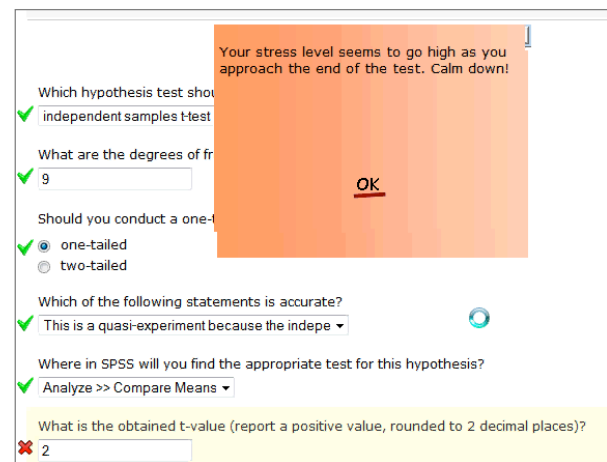 Your stress level seems to go high as you
approach the end of the test. Calm down!
OK
Which hypothesis test
independent samples t-test
What are the degrees of
9
Should you conduct a
one-tailed
two-tailed
Which of the following statements is accurate?
This is a quasi-experiment because the indepe
Where in SPSS will you find the appropriate test for this hypothesis?
Analyze >> Compare Means
What is the obtained t-value (report a positive value, rounded to 2 decimal places)?
2